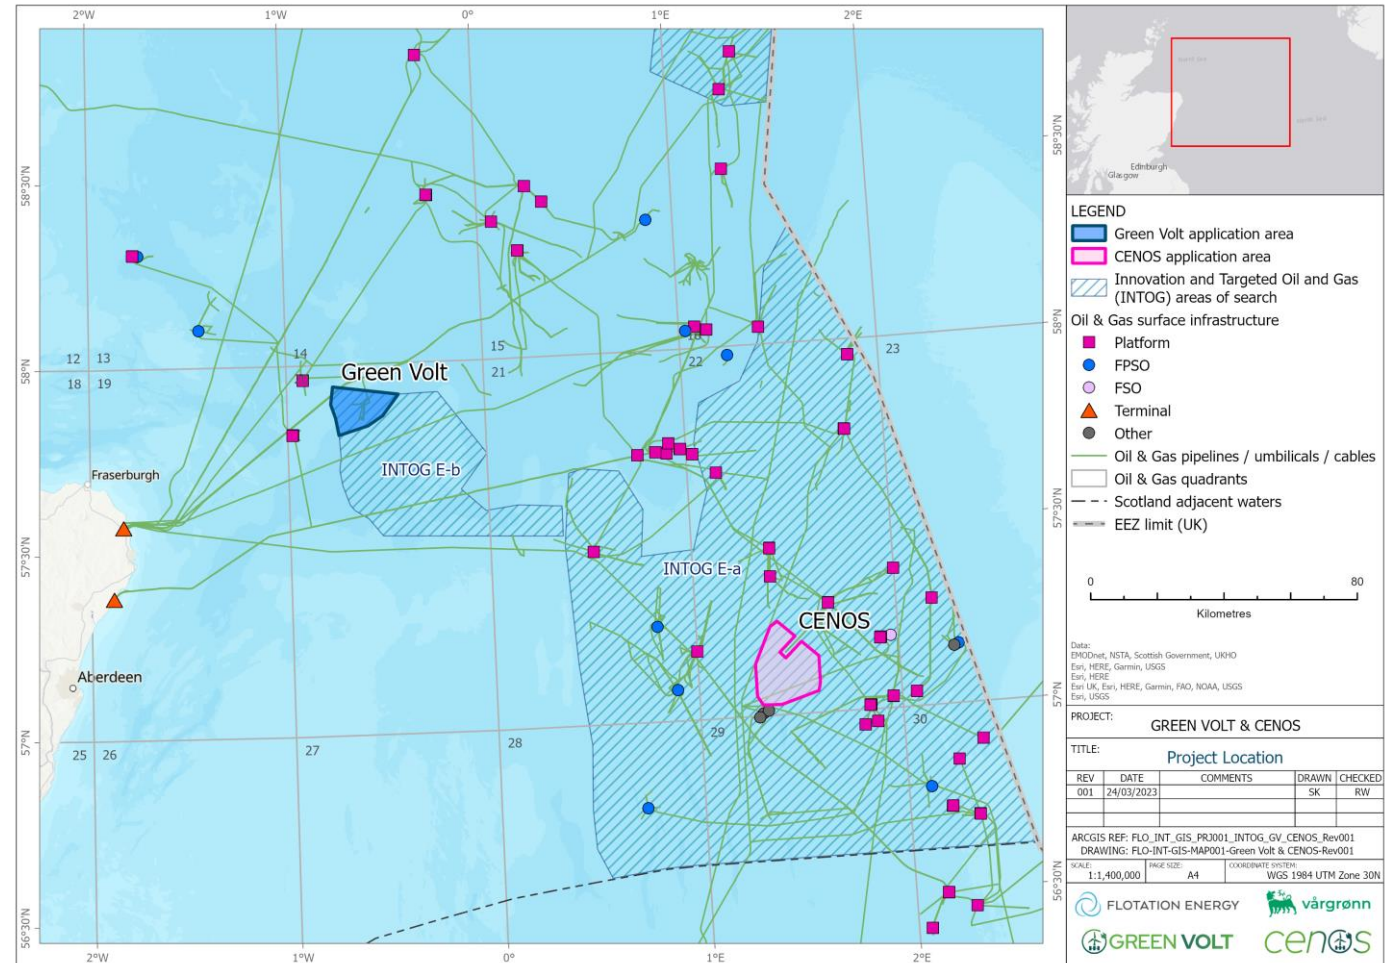 2°W
1°W
0°
1°E
2°E
58°30'N
58°30'N
58°N
58°N
57°30'N
57°30'N
57°N
57°N
56°30'N
56°30'N
12 13
18 19
14
15
21
22
23
Green Volt
INTOG E-b
Fraserburgh
INTOG E-a
CENOS
Aberdeen
25 26
27
28
29
30
2°W
1°W
0°
1°E
2°E
Edinburgh
Glasgow
LEGEND
Green Volt application area
CENOS application area
Innovation and Targeted Oil and Gas
(INTOG) areas of search
Oil & Gas surface infrastructure
Platform
FPSO
FSO
Terminal
Other
Oil & Gas pipelines / umbilicals / cables
Oil & Gas quadrants
Scotland adjacent waters
EEZ limit (UK)
0 80
Kilometres
Data:
EMODnet, NSTA, Scottish Government, UKHO
Esri, HERE, Garmin, USGS
Esri, HERE
Esri UK, Esri, HERE, Garmin, FAO, NOAA, USGS
Esri, USGS
PROJECT: GREEN VOLT & CENOS
TITLE: Project Location
REV DATE COMMENTS DRAWN CHECKED
001 24/03/2023 SK RW
ARCGIS REF: FLO_INT_GIS_PRJ001_INTOG_GV_CENOS_Rev001
DRAWING: FLO-INT-GIS-MAP001-Green Volt & CENOS-Rev001
SCALE: PAGE SIZE: COORDINATE SYSTEM:
1:1,400,000 A4 WGS 1984 UTM Zone 30N
FLOTATION ENERGY vårgrønn
GREEN VOLT cenos